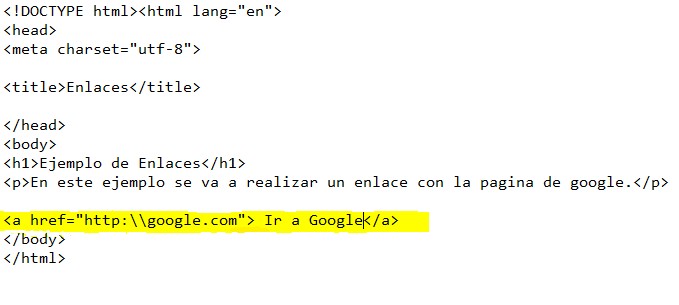 <!DOCTYPE html><html lang="en">
<head>
<meta charset="utf-8">
<title>Enlaces</title>
</head>
<body>
<h1>Ejemplo de Enlaces</h1>
<p>En este ejemplo se va a realizar un enlace con la pagina de google.</p>
<a href="http:\\google.com"> Ir a Google</a>
</body>
</html>